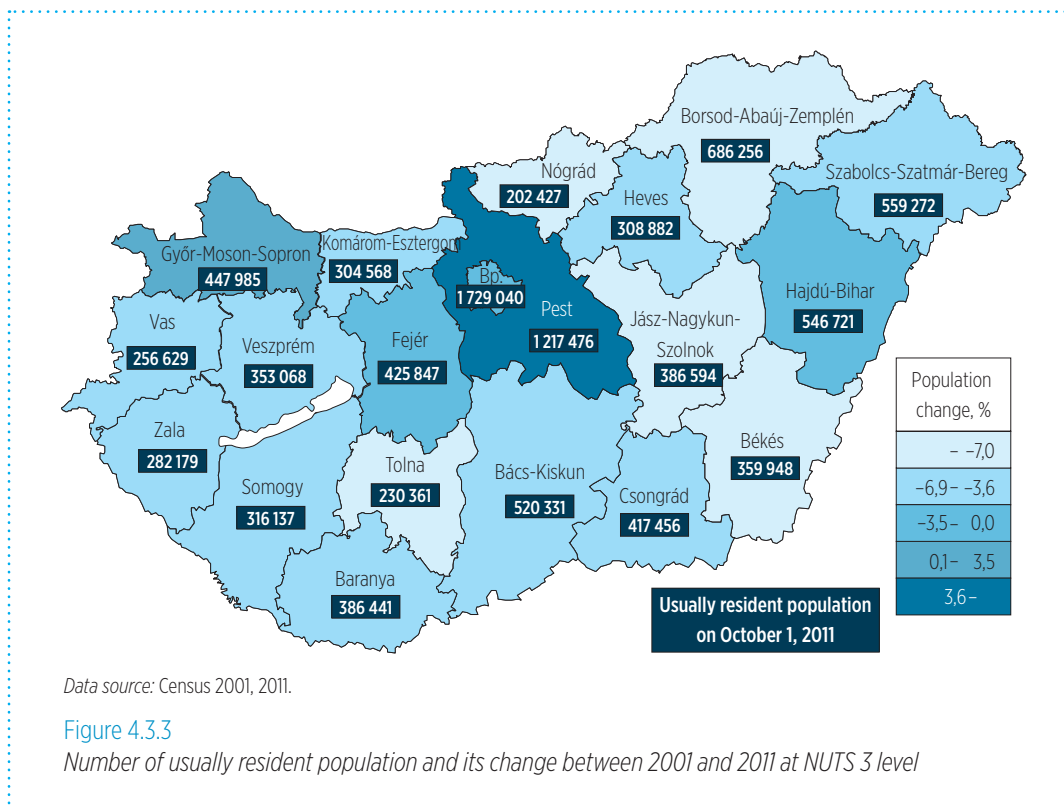 Borsod-Abaúj-Zemplén
686 256
Nógrád
202 427
Heves
308 882
Szabolcs-Szatmár-Bereg
559 272
Győr-Moson-Sopron
447 985
Komárom-Esztergom
304 568
Bp.
1 729 040
Pest
1 217 476
Hajdú-Bihar
546 721
Jász-Nagykun-
Szolnok
386 594
Vas
256 629
Veszprém
353 068
Fejér
425 847
Zala
282 179
Somogy
316 137
Tolna
230 361
Bács-Kiskun
520 331
Csongrád
417 456
Békés
359 948
Baranya
386 441
Population
change, %
– –7,0
–6,9 – –3,6
–3,5– 0,0
0,1– 3,5
3,6–
Usually resident population
on October 1, 2011
Data source: Census 2001, 2011.
Figure 4.3.3
Number of usually resident population and its change between 2001 and 2011 at NUTS 3 level